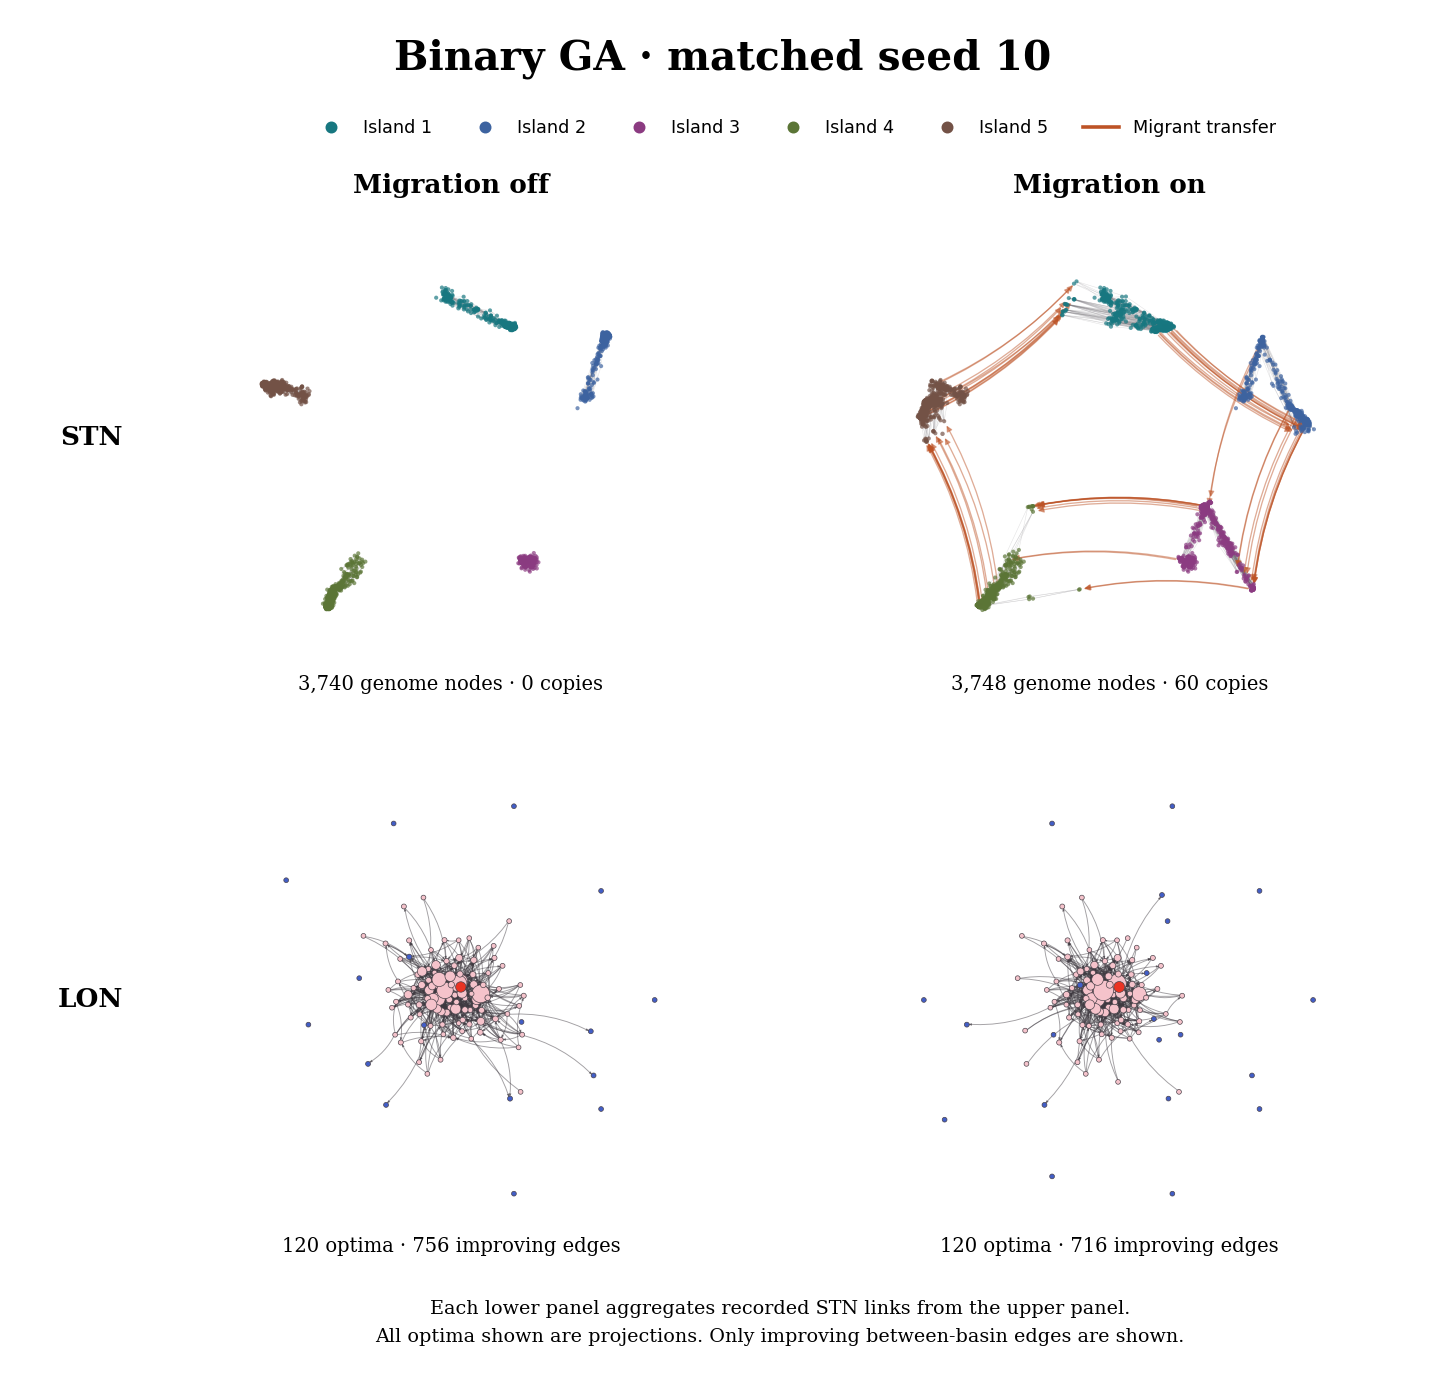 Binary GA · matched seed 10
Island 1 Island 2 Island 3 Island 4 Island 5 Migrant transfer
Migration off Migration on
STN
3,740 genome nodes · 0 copies 3,748 genome nodes · 60 copies
LON
120 optima · 756 improving edges 120 optima · 716 improving edges
Each lower panel aggregates recorded STN links from the upper panel.
All optima shown are projections. Only improving between-basin edges are shown.